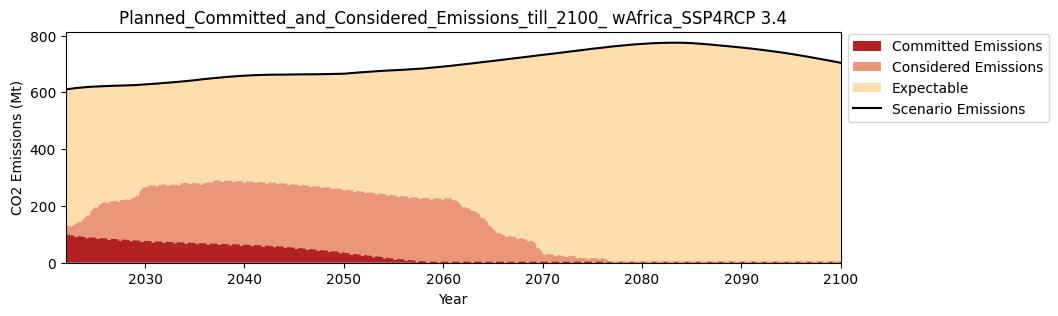 Planned_Committed_and_Considered_Emissions_till_2100_ wAfrica_SSP4RCP 3.4
CO2 Emissions (Mt)
800
600
400
200
0
2030 2040 2050 2060 2070 2080 2090 2100
Year
Committed Emissions
Considered Emissions
Expectable
Scenario Emissions